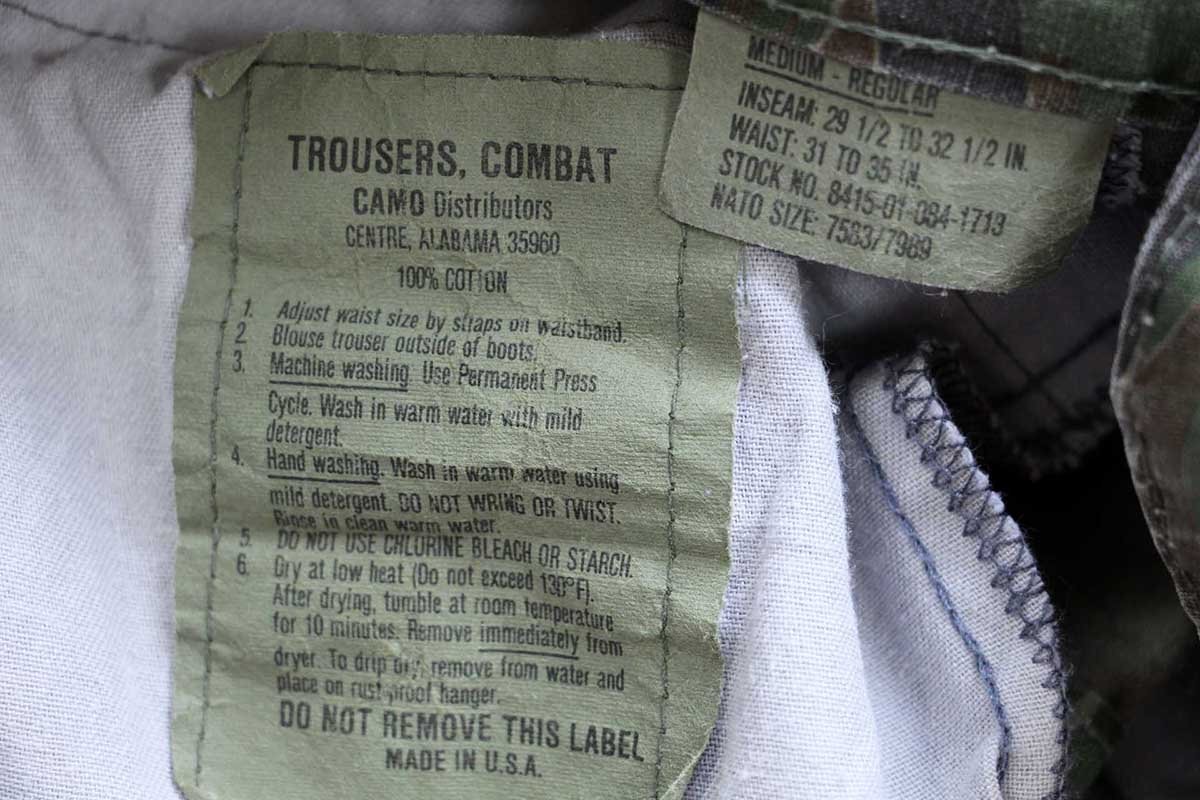 TROUSERS, COMBAT
CAMO Distributors
CENTRE, ALABAMA 35960
100% COTTON
1. Adjust waist size by straps on waistband.
2. Blouse trouser outside of boots.
3. Machine washing. Use Permanent Press
Cycle. Wash in warm water with mild
detergent.
4. Hand washing. Wash in warm water using
mild detergent. DO NOT WRING OR TWIST.
Rinse in clean warm water.
5. DO NOT USE CHLORINE BLEACH OR STARCH.
6. Dry at low heat (Do not exceed 130°F).
After drying, tumble at room temperature
for 10 minutes. Remove immediately from
dryer. To drip dry, remove from water and
place on rust proof hanger.
DO NOT REMOVE THIS LABEL
MADE IN U.S.A.
MEDIUM - REGULAR
INSEAM: 29 1/2 TO 32 1/2 IN.
WAIST: 31 TO 35 IN.
STOCK NO. 8415-01-084-1713
NATO SIZE: 7583/7989